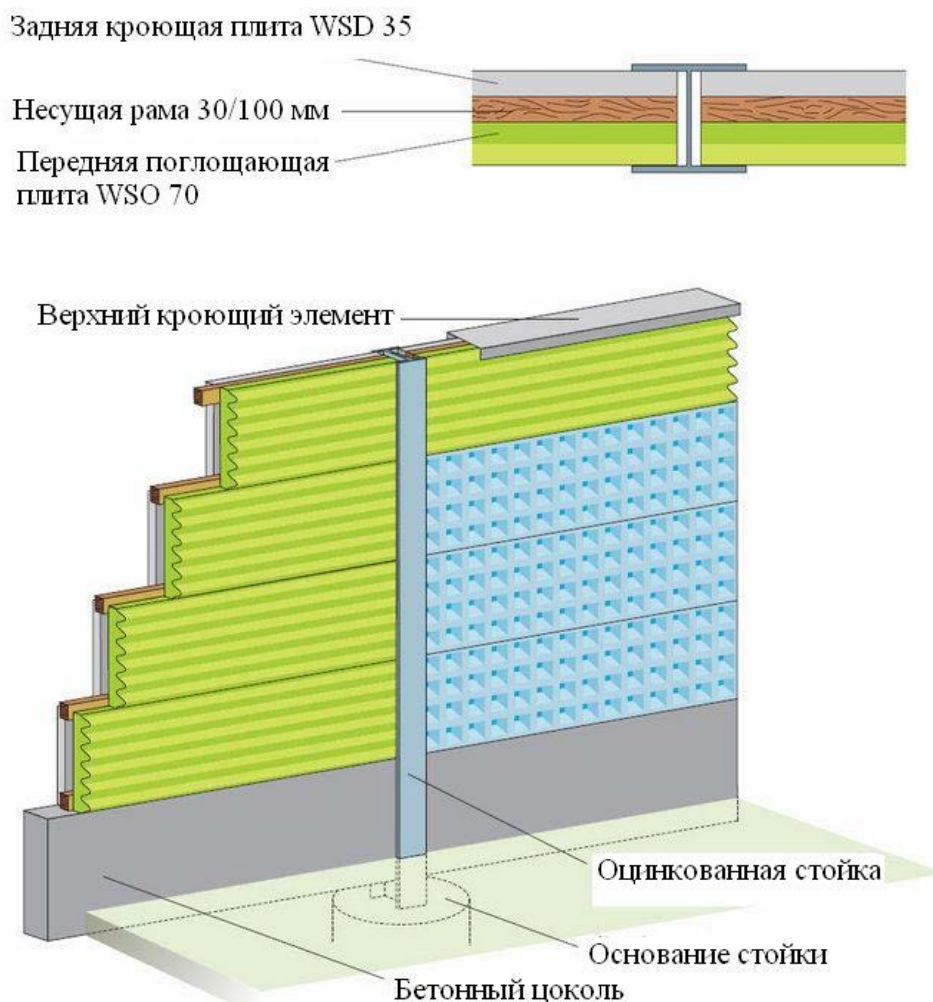 Задняя кроющая плита WSD 35
Несущая рама 30/100 мм
Передняя поглощающая
плита WSO 70
Верхний кроющий элемент
Оцинкованная стойка
Основание стойки
Бетонный цоколь